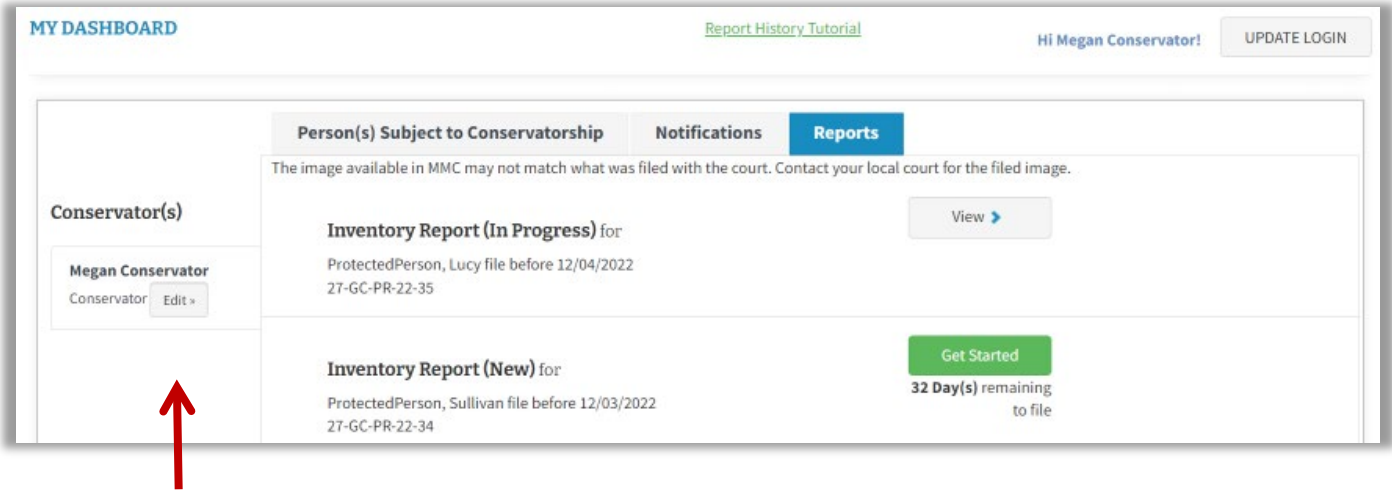 MY DASHBOARD
Report History Tutorial
Hi Megan Conservator!
UPDATE LOGIN
Person(s) Subject to Conservatorship
Notifications
Reports
The image available in MMC may not match what was filed with the court. Contact your local court for the filed image.
Conservator(s)
Megan Conservator
Conservator
Edit »
Inventory Report (In Progress) for
ProtectedPerson, Lucy file before 12/04/2022
27-GC-PR-22-35
View
Inventory Report (New) for
ProtectedPerson, Sullivan file before 12/03/2022
27-GC-PR-22-34
Get Started
32 Day(s) remaining
to file